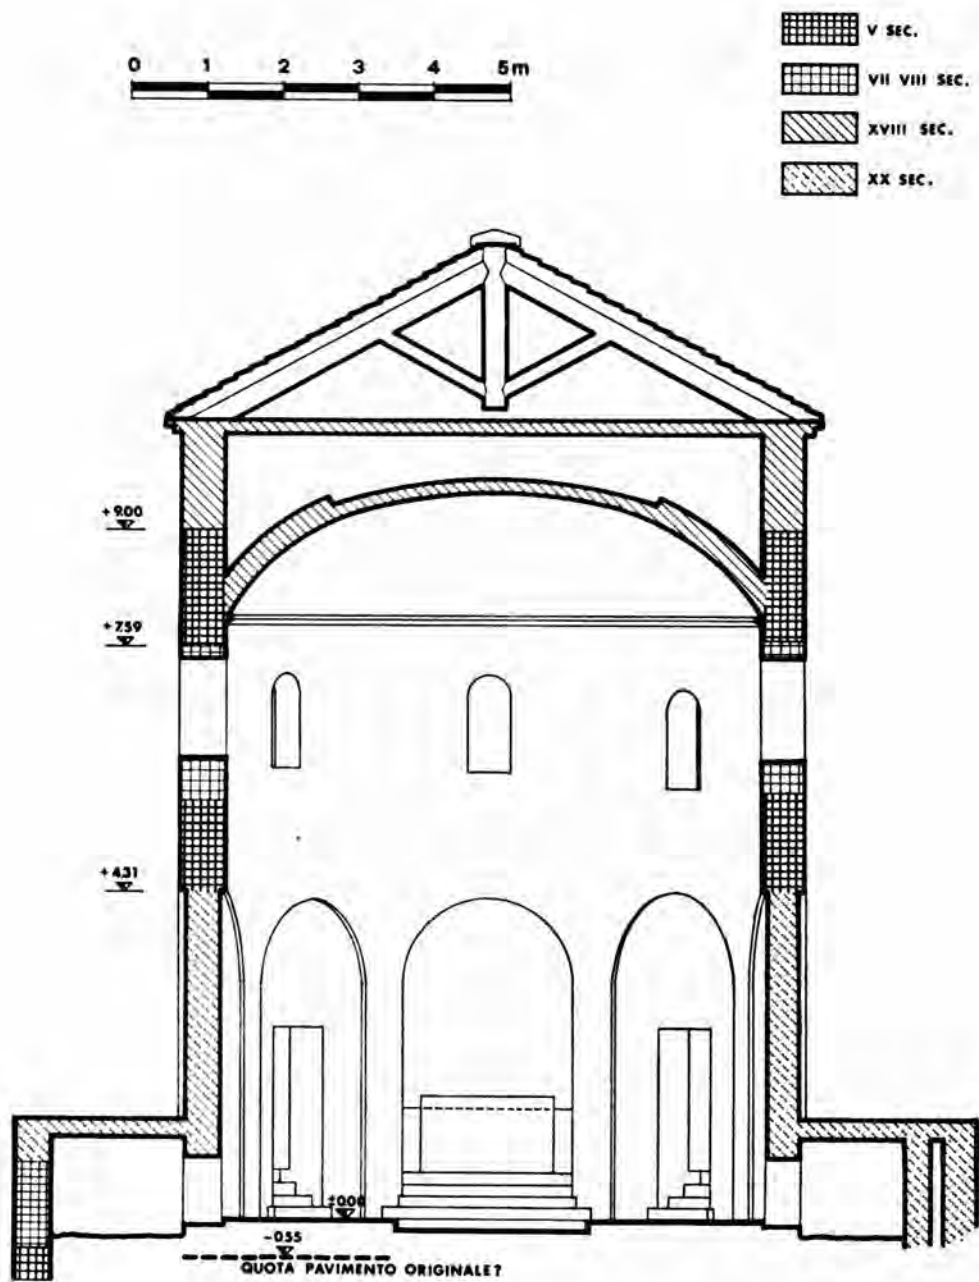 0 1 2 3 4 5m
V SEC.
VII VIII SEC.
XVIII SEC.
XX SEC.
+9.00
+7.59
+4.31
±0.00
-0.55
QUOTA PAVIMENTO ORIGINALE?